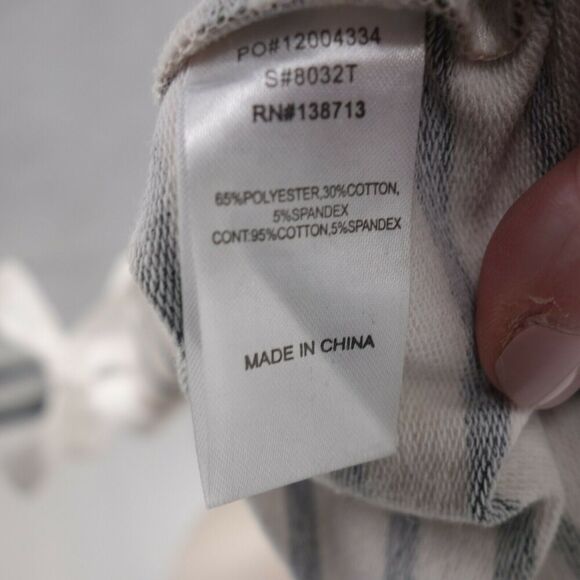 PO#12004334
S#8032T
RN#138713
65%POLYESTER,30%COTTON,
5%SPANDEX
CONT:95%COTTON,5%SPANDEX
MADE IN CHINA